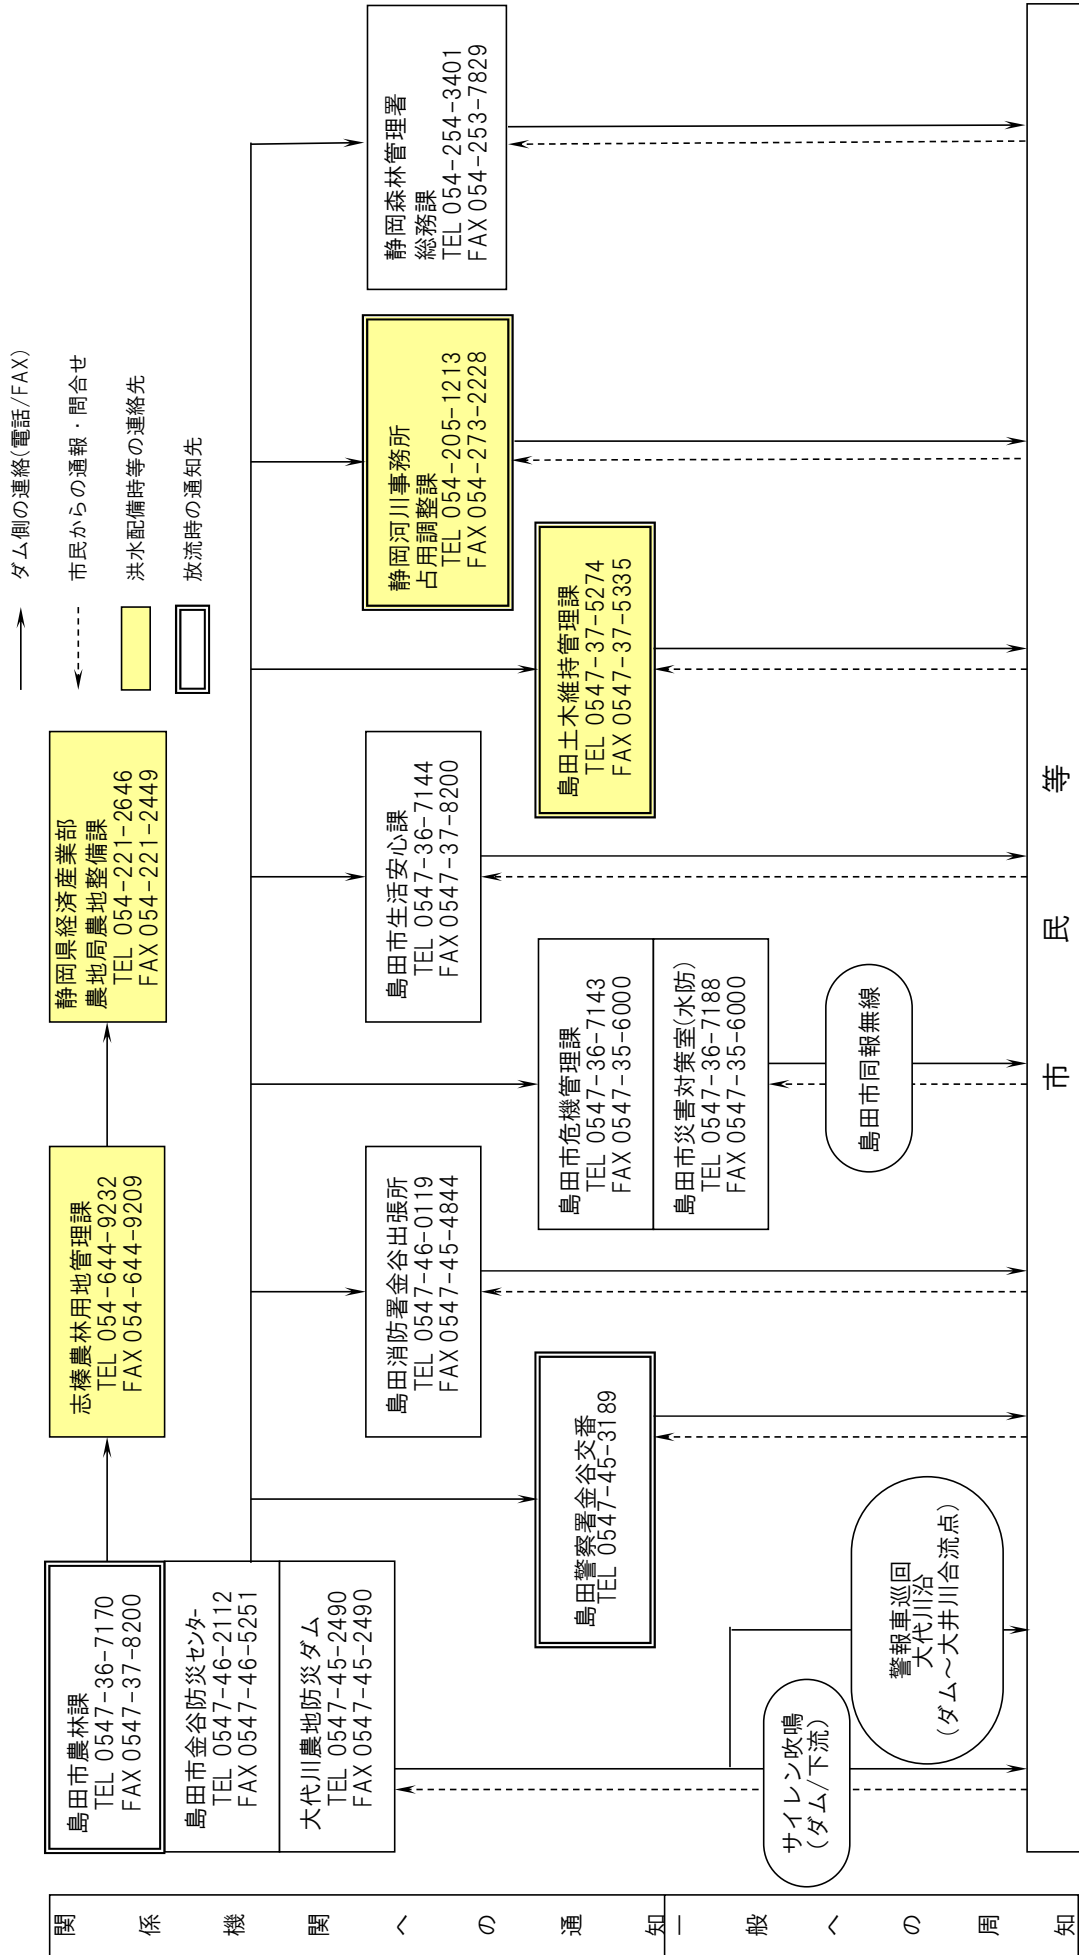 ダム側の連絡(電話/FAX)
市民からの通報・問合せ
洪水配備時等の連絡先
放流時の通知先
関係機関への通知
一般への周知
島田市農林課
TEL 0547-36-7170
FAX 0547-37-8200
島田市金谷防災センター
TEL 0547-46-2112
FAX 0547-46-5251
大代川農地防災ダム
TEL 0547-45-2490
FAX 0547-45-2490
志榛農林用地管理課
TEL 054-644-9232
FAX 054-644-9209
静岡県経済産業部
農地局農地整備課
TEL 054-221-2646
FAX 054-221-2449
島田警察署金谷交番
TEL 0547-45-3189
島田消防署金谷出張所
TEL 0547-46-0119
FAX 0547-45-4844
島田市危機管理課
TEL 0547-36-7143
FAX 0547-35-6000
島田市災害対策室(水防)
TEL 0547-36-7188
FAX 0547-35-6000
島田市生活安心課
TEL 0547-36-7144
FAX 0547-37-8200
島田土木維持管理課
TEL 0547-37-5274
FAX 0547-37-5335
静岡河川事務所
占用調整課
TEL 054-205-1213
FAX 054-273-2228
静岡森林管理署
総務課
TEL 054-254-3401
FAX 054-253-7829
サイレン吹鳴
(ダム/下流)
警報車巡回
大代川沿
(ダム～大井川合流点)
島田市同報無線
市民等